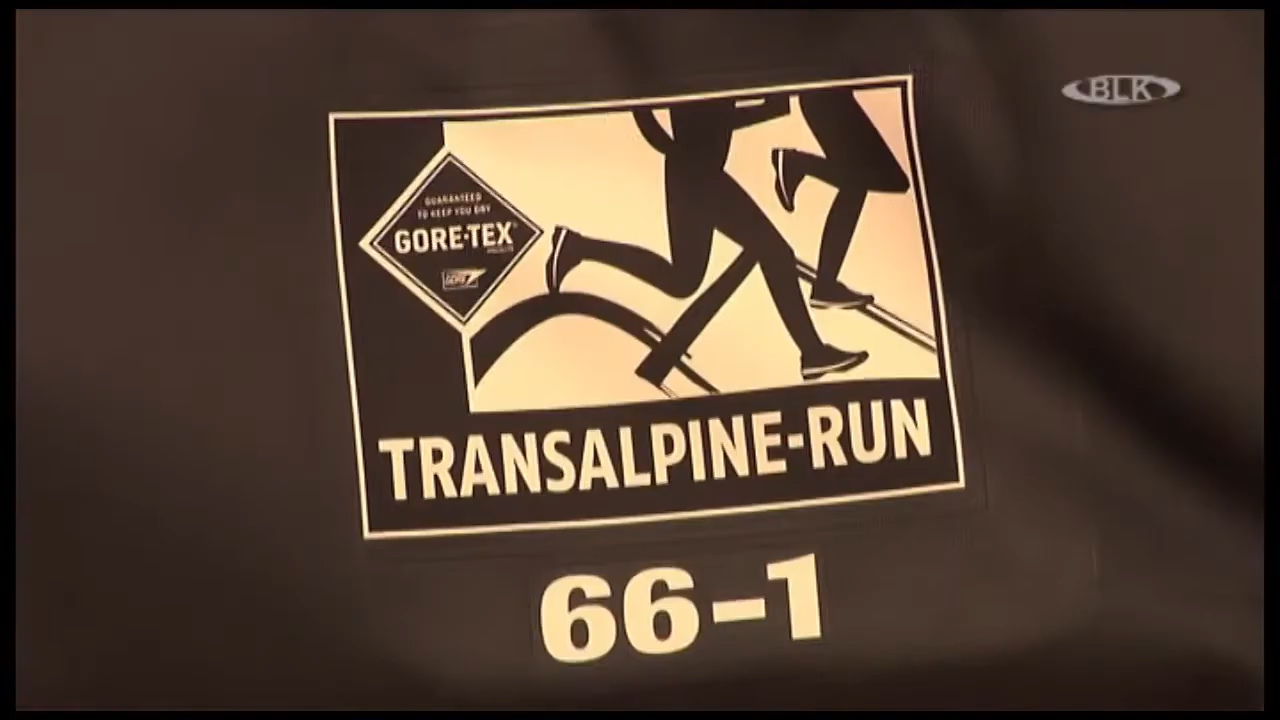 BLK
GUARANTEED
TO KEEP YOU DRY
GORE-TEX
TRANSALPINE-RUN
66-1